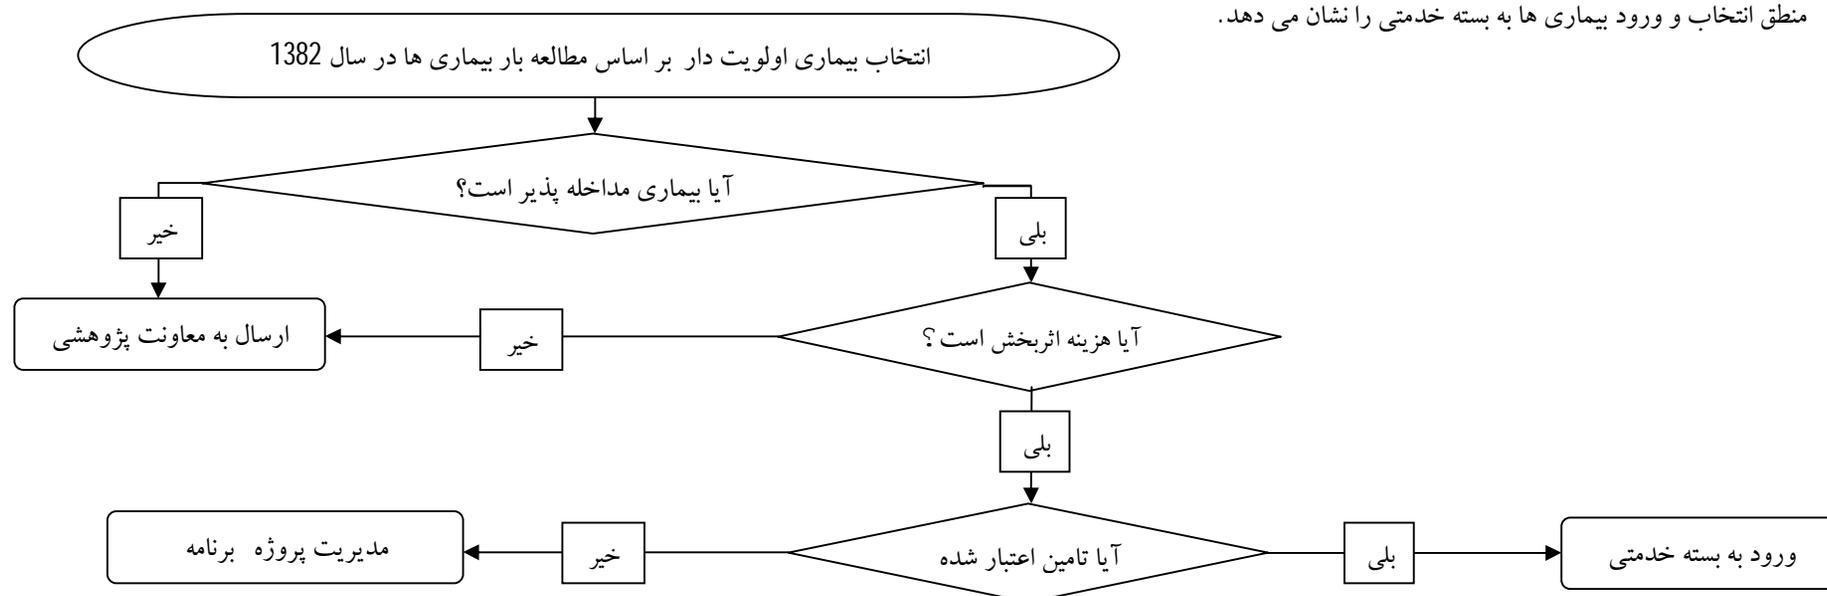 منطق انتخاب و ورود بیماری ها به بسته خدمتی را نشان می دهد.
انتخاب بیماری اولویت دار بر اساس مطالعه بار بیماری ها در سال 1382
آیا بیماری مداخله پذیر است؟
بلی
خیر
آیا هزینه اثربخش است ؟
خیر
ارسال به معاونت پژوهشی
بلی
ورود به بسته خدمتی
بلی
آیا تامین اعتبار شده
خیر
مدیریت پروژه برنامه